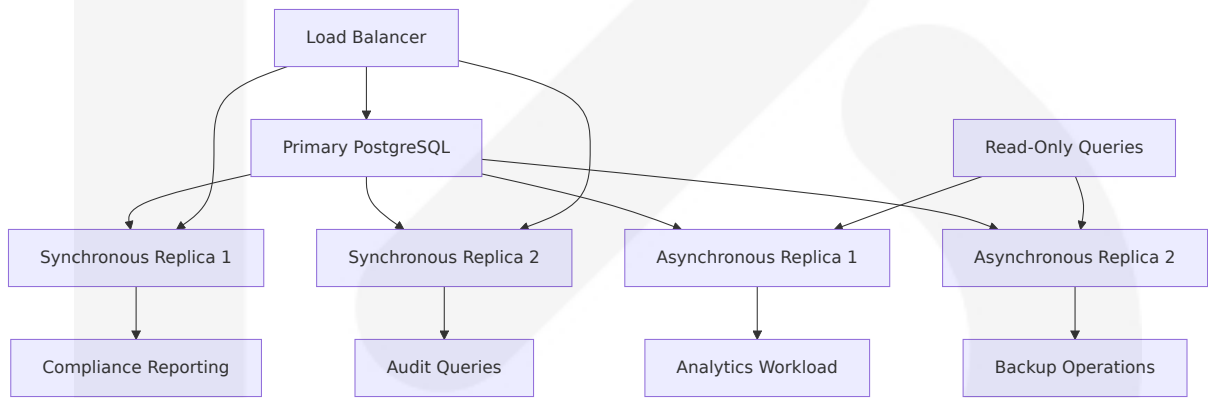 Load Balancer
Primary PostgreSQL
Read-Only Queries
Synchronous Replica 1
Synchronous Replica 2
Asynchronous Replica 1
Asynchronous Replica 2
Compliance Reporting
Audit Queries
Analytics Workload
Backup Operations